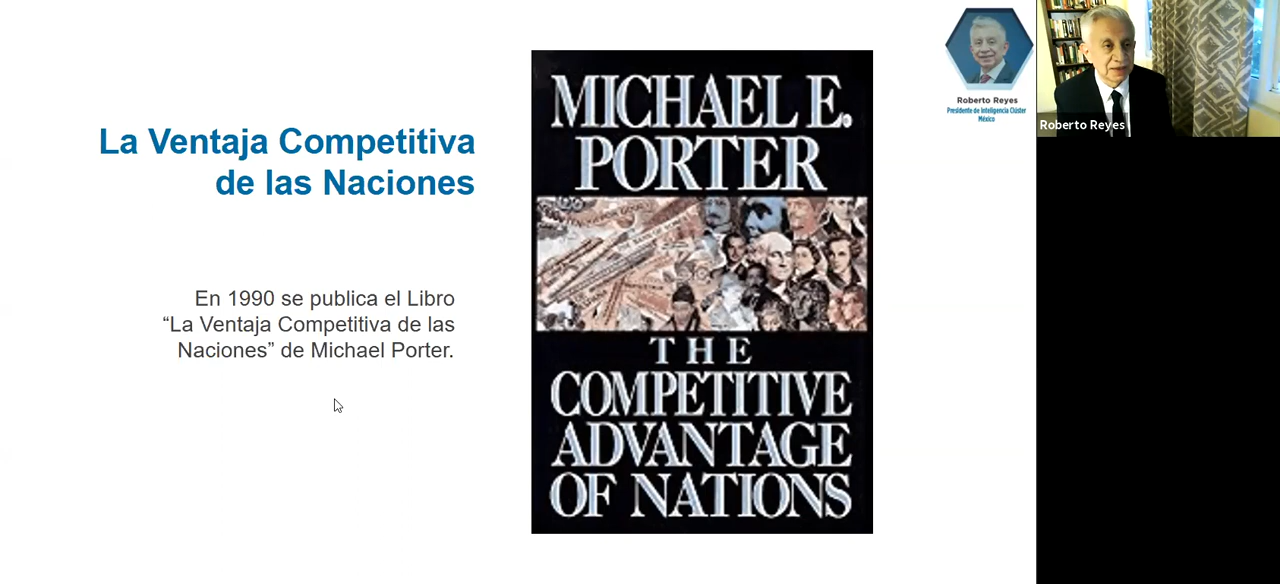 La Ventaja Competitiva
de las Naciones
En 1990 se publica el Libro
“La Ventaja Competitiva de las
Naciones” de Michael Porter.
MICHAEL E.
PORTER
THE
COMPETITIVE
ADVANTAGE
OF NATIONS
Roberto Reyes
Presidente de Inteligencia Clúster
México
Roberto Reyes